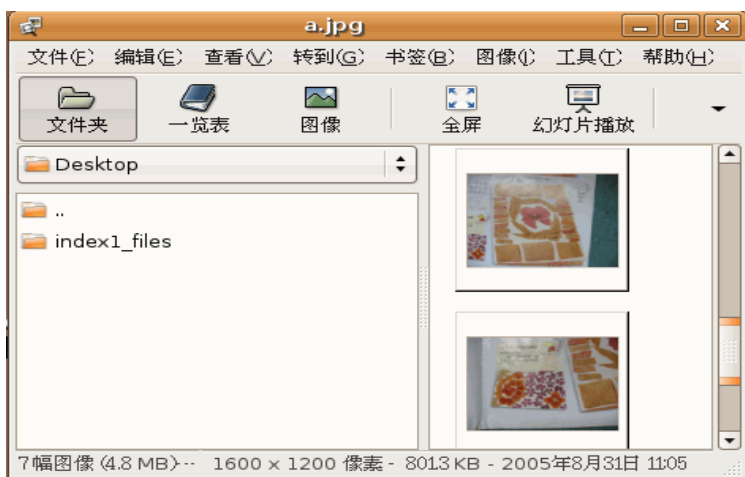 a.jpg
文件(F) 编辑(E) 查看(V) 转到(G) 书签(B) 图像(I) 工具(T) 帮助(H)
文件夹 一览表 图像 全屏 幻灯片播放
Desktop
..
index1_files
7幅图像 (4.8 MB)··· 1600 x 1200 像素 - 801.3 KB - 2005年8月31日 11:05